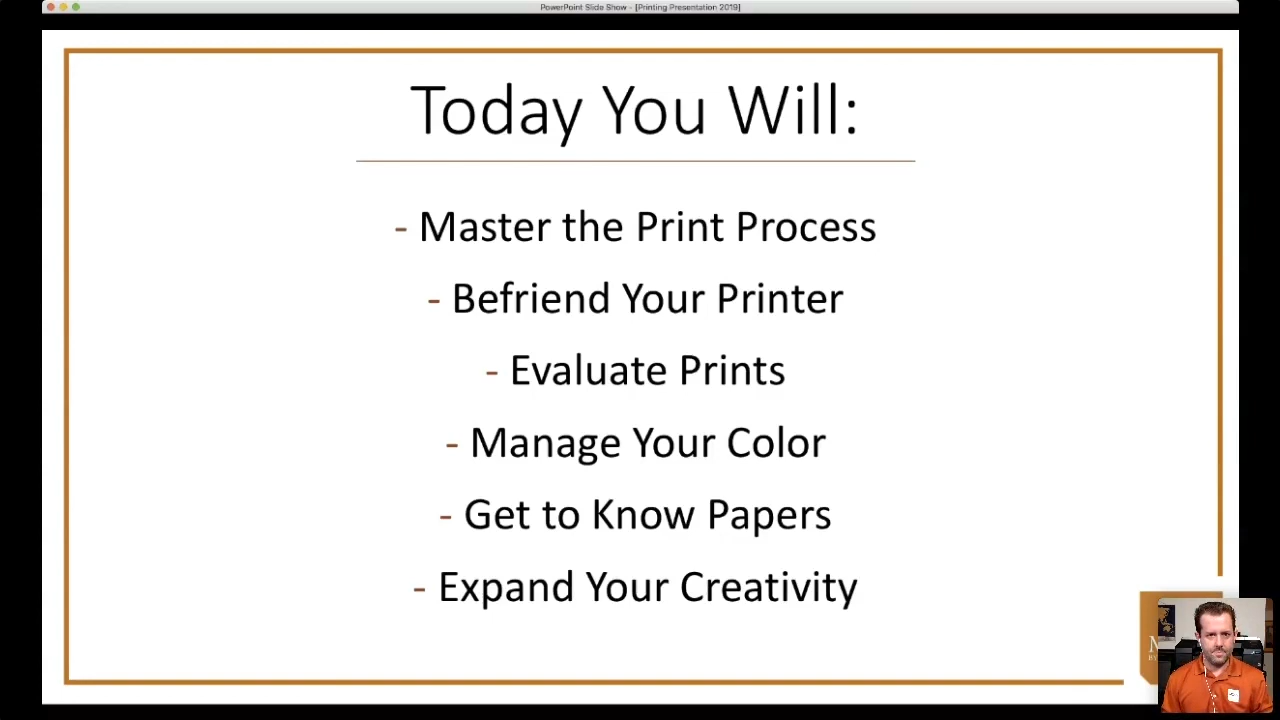 PowerPoint Slide Show - [Printing Presentation 2019]
Today You Will:
- Master the Print Process
- Befriend Your Printer
- Evaluate Prints
- Manage Your Color
- Get to Know Papers
- Expand Your Creativity